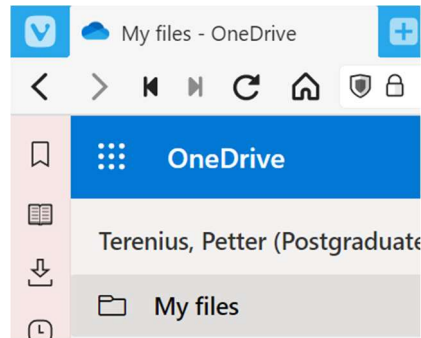 My files - OneDrive
OneDrive
Terenius, Petter (Postgraduate
My files